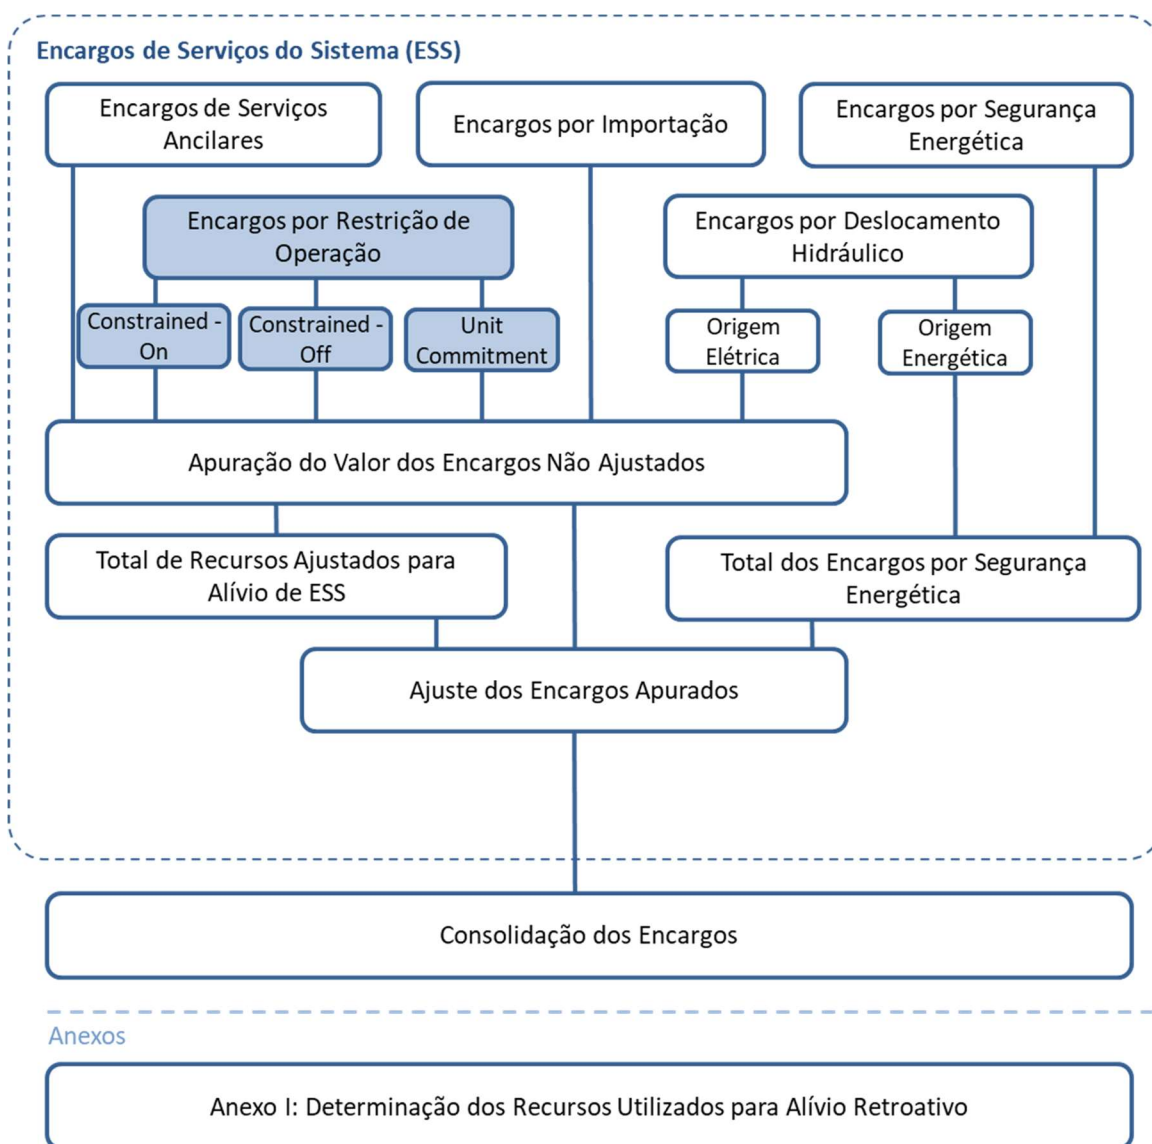 Encargos de Serviços do Sistema (ESS)
Encargos de Serviços
Ancilares
Encargos por Importação
Encargos por Segurança
Energética
Encargos por Restrição de
Operação
Encargos por Deslocamento
Hidráulico
Constrained -
On
Constrained -
Off
Unit
Commitment
Origem
Elétrica
Origem
Energética
Apuração do Valor dos Encargos Não Ajustados
Total de Recursos Ajustados para
Alívio de ESS
Total dos Encargos por Segurança
Energética
Ajuste dos Encargos Apurados
Consolidação dos Encargos
Anexos
Anexo I: Determinação dos Recursos Utilizados para Alívio Retroativo